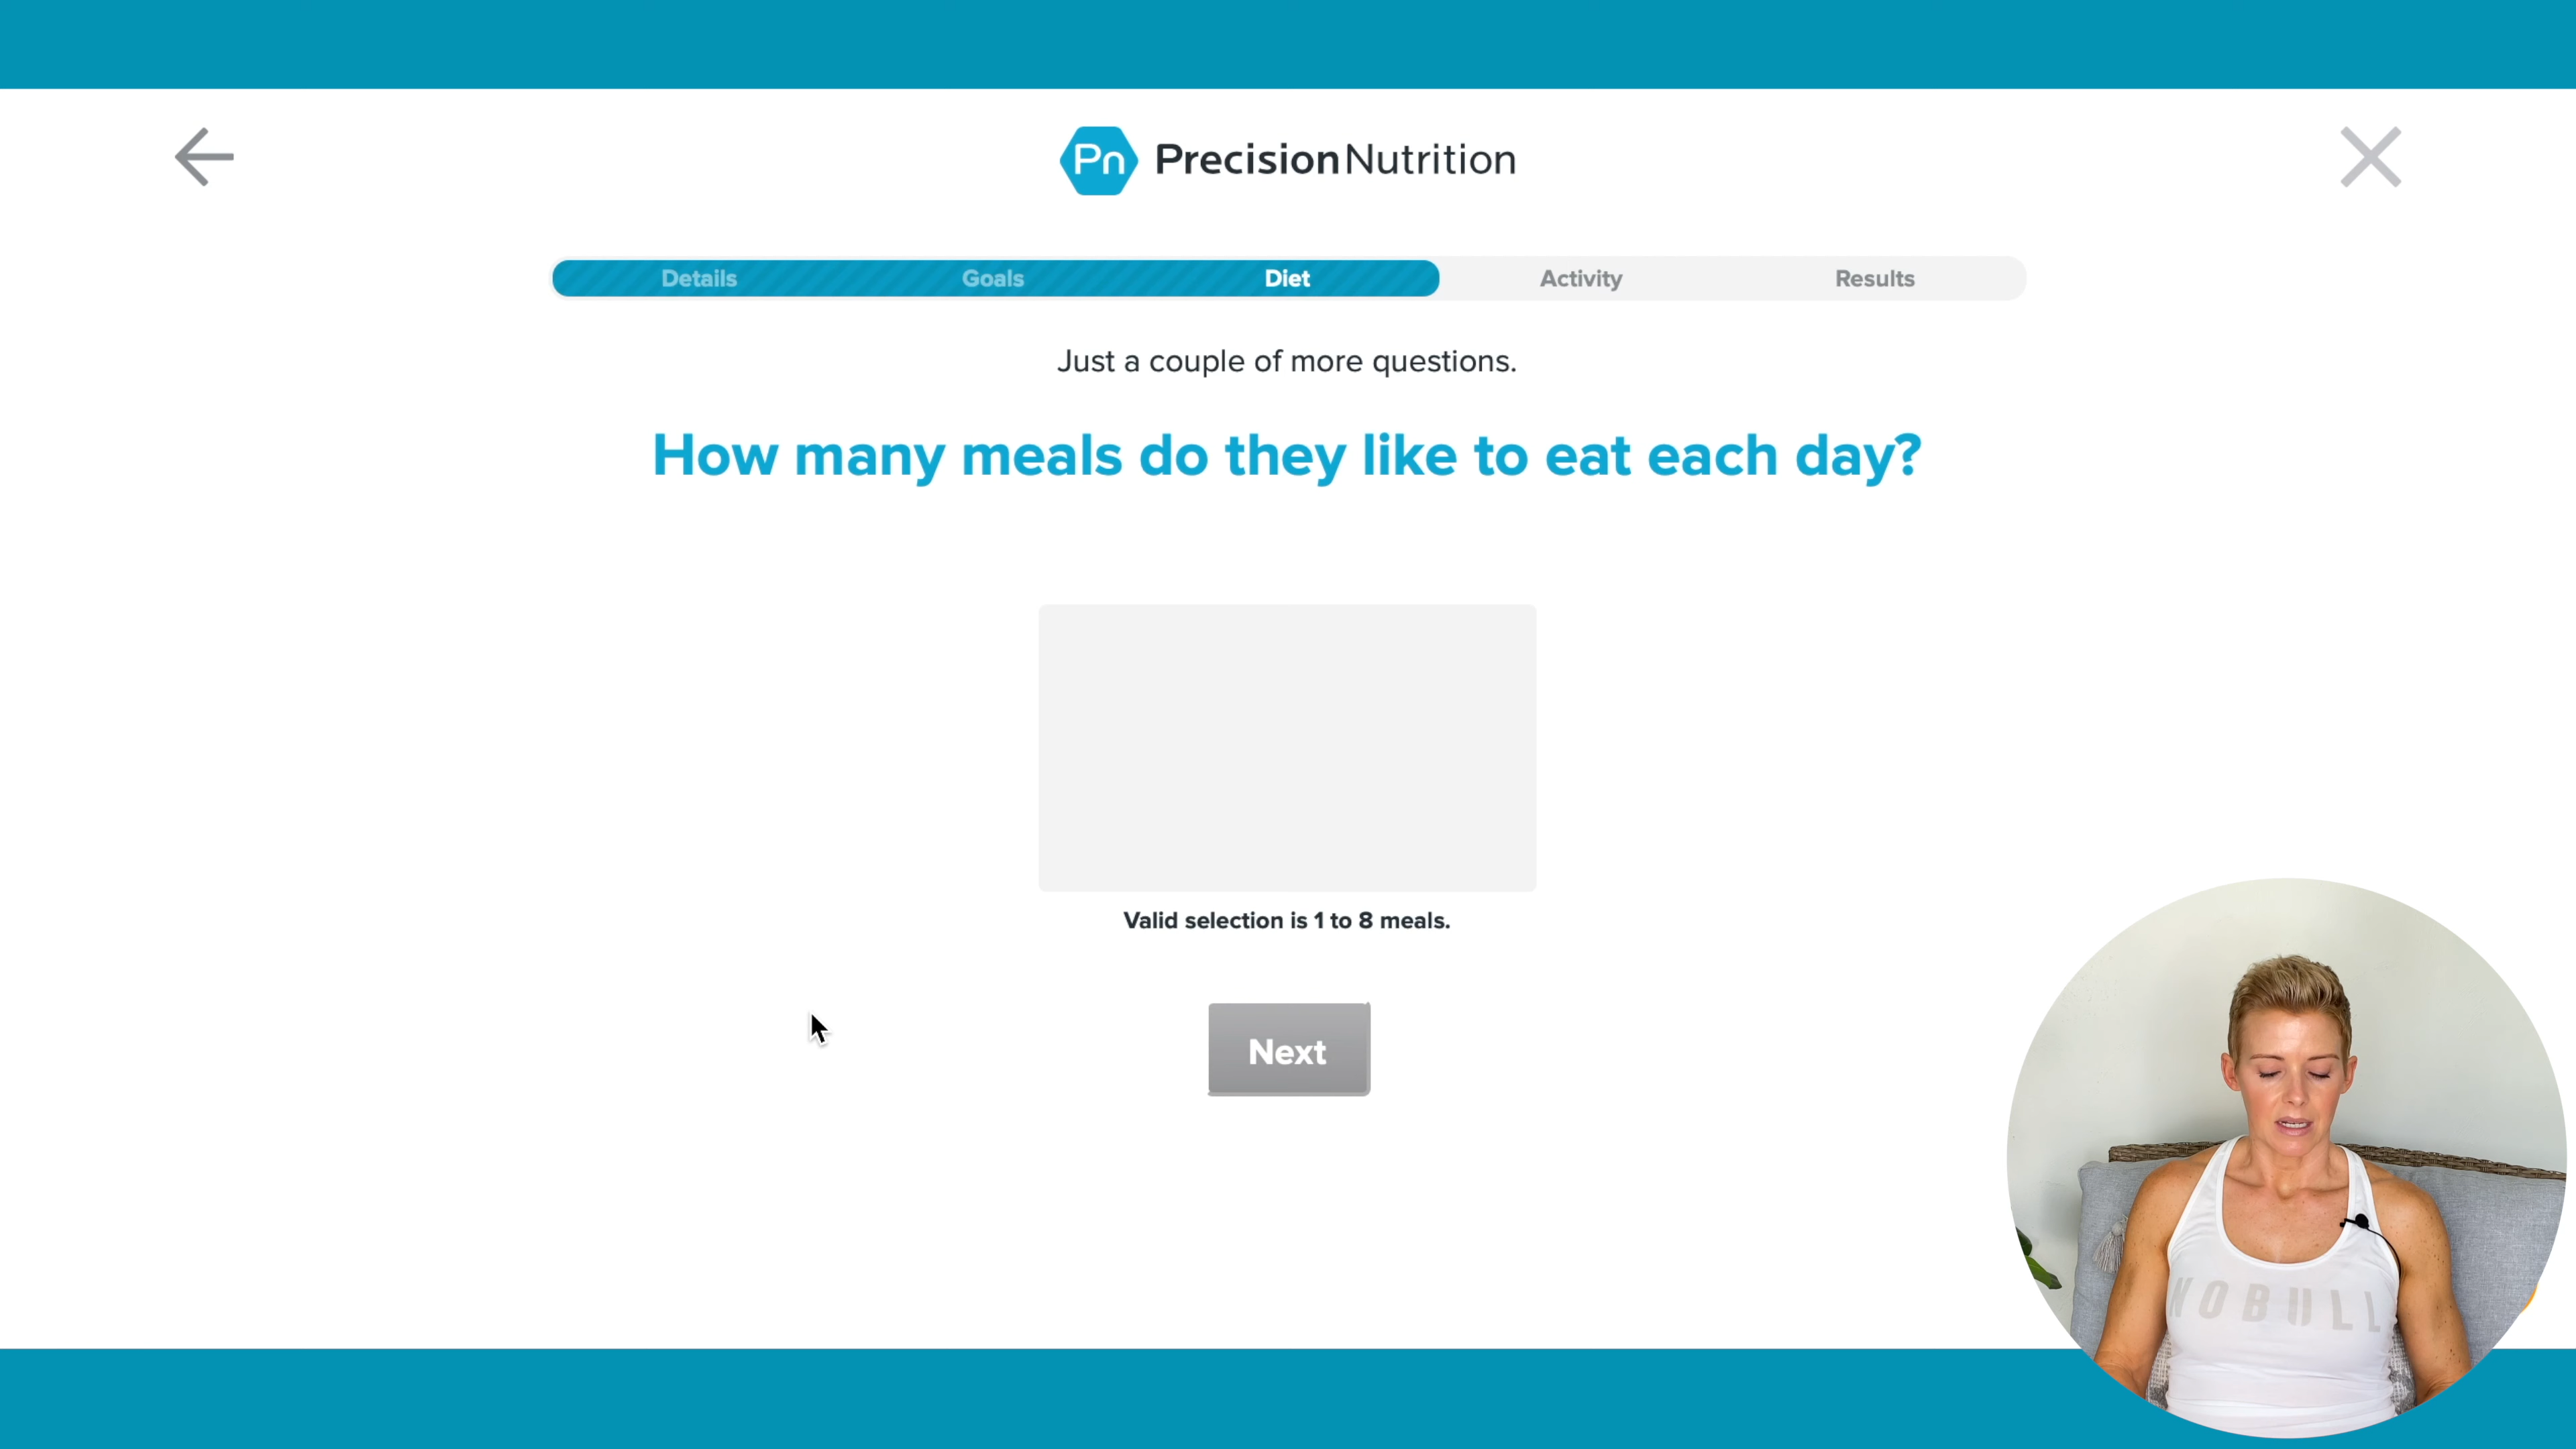 Pn PrecisionNutrition
Details Goals Diet Activity Results
Just a couple of more questions.
How many meals do they like to eat each day?
Valid selection is 1 to 8 meals.
Next
NOBULL